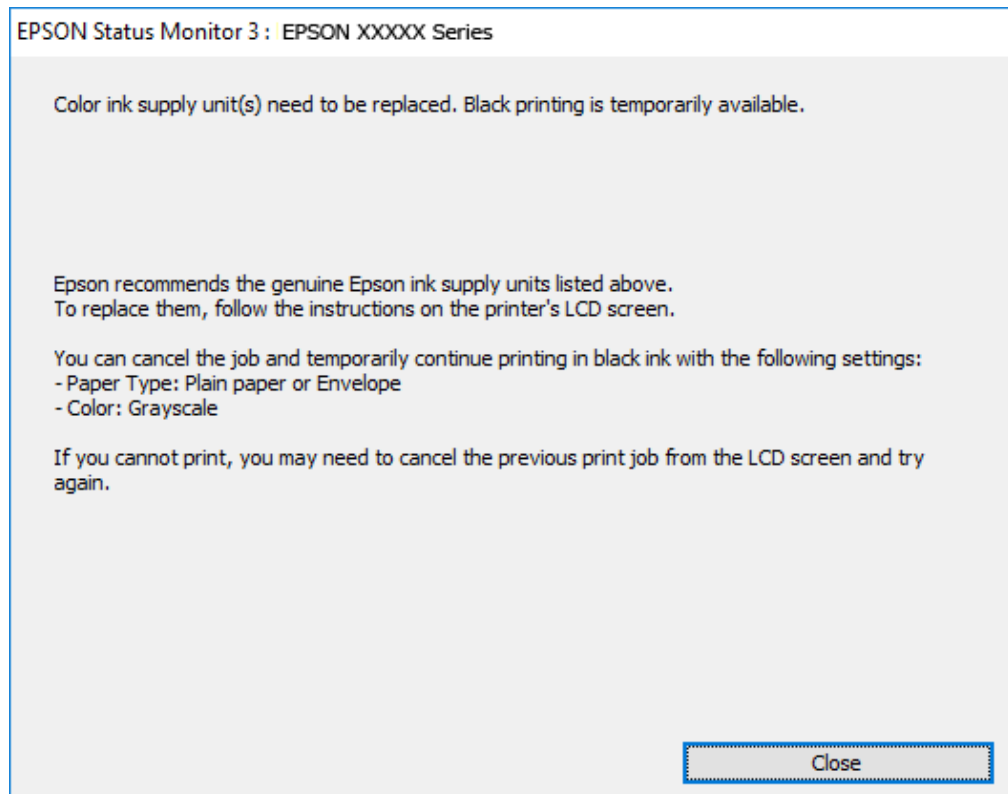 EPSON Status Monitor 3 : EPSON XXXXX Series
Color ink supply unit(s) need to be replaced. Black printing is temporarily available.
Epson recommends the genuine Epson ink supply units listed above.
To replace them, follow the instructions on the printer's LCD screen.
You can cancel the job and temporarily continue printing in black ink with the following settings:
- Paper Type: Plain paper or Envelope
- Color: Grayscale
If you cannot print, you may need to cancel the previous print job from the LCD screen and try
again.
Close